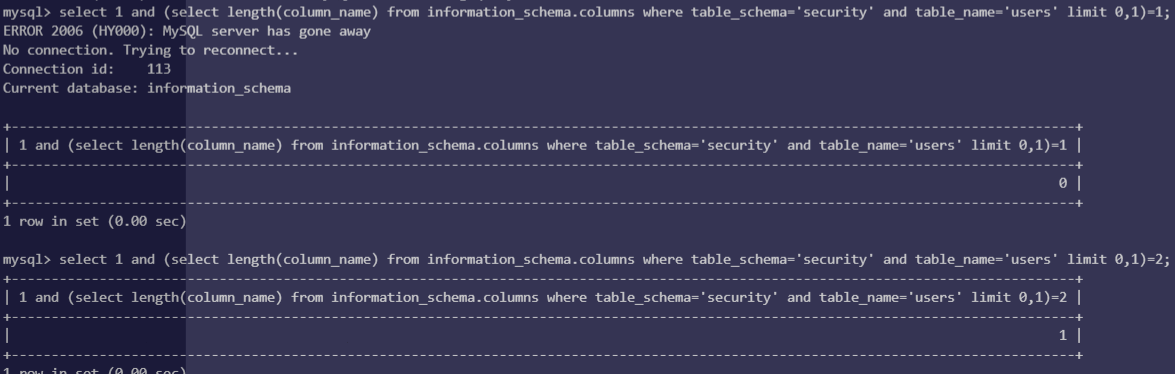 mysql> select 1 and (select length(column_name) from information_schema.columns where table_schema='security' and table_name='users' limit 0,1)=1;
ERROR 2006 (HY000): MySQL server has gone away
No connection. Trying to reconnect...
Connection id:    113
Current database: information_schema
+--------------------------------------------------------------------------------------------------------------------------------------+
| 1 and (select length(column_name) from information_schema.columns where table_schema='security' and table_name='users' limit 0,1)=1 |
+--------------------------------------------------------------------------------------------------------------------------------------+
| 0 |
+--------------------------------------------------------------------------------------------------------------------------------------+
1 row in set (0.00 sec)
mysql> select 1 and (select length(column_name) from information_schema.columns where table_schema='security' and table_name='users' limit 0,1)=2;
+--------------------------------------------------------------------------------------------------------------------------------------+
| 1 and (select length(column_name) from information_schema.columns where table_schema='security' and table_name='users' limit 0,1)=2 |
+--------------------------------------------------------------------------------------------------------------------------------------+
| 1 |
+--------------------------------------------------------------------------------------------------------------------------------------+
1 row in set (0.00 sec)